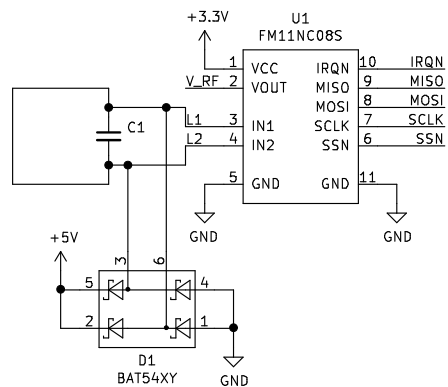 +3.3V
U1
FM11NC08S
1 VCC IRQN 10 IRQN
V_RF 2 VOUT MISO 9 MISO
MOSI 8 MOSI
C1
L1 3 IN1 SCLK 7 SCLK
L2 4 IN2 SSN 6 SSN
5 GND GND 11
GND GND
+5V
3 6
5 4
2 1
D1
BAT54XY
GND